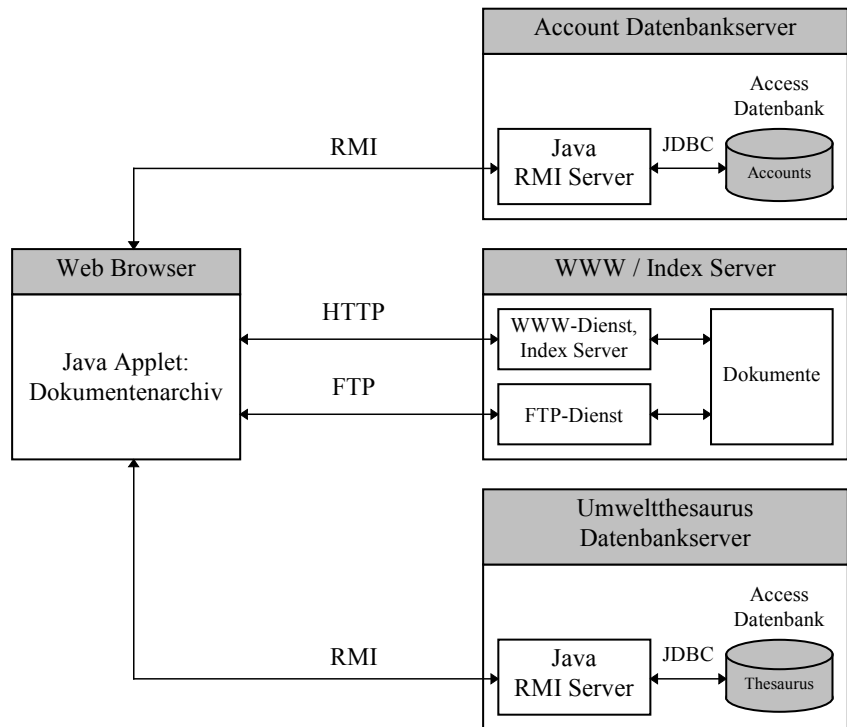 Account Datenbankserver
Access
Datenbank
RMI
Java
RMI Server
JDBC
Accounts
Web Browser
Java Applet:
Dokumentenarchiv
WWW / Index Server
HTTP
WWW-Dienst,
Index Server
Dokumente
FTP
FTP-Dienst
Umweltthesaurus
Datenbankserver
Access
Datenbank
RMI
Java
RMI Server
JDBC
Thesaurus